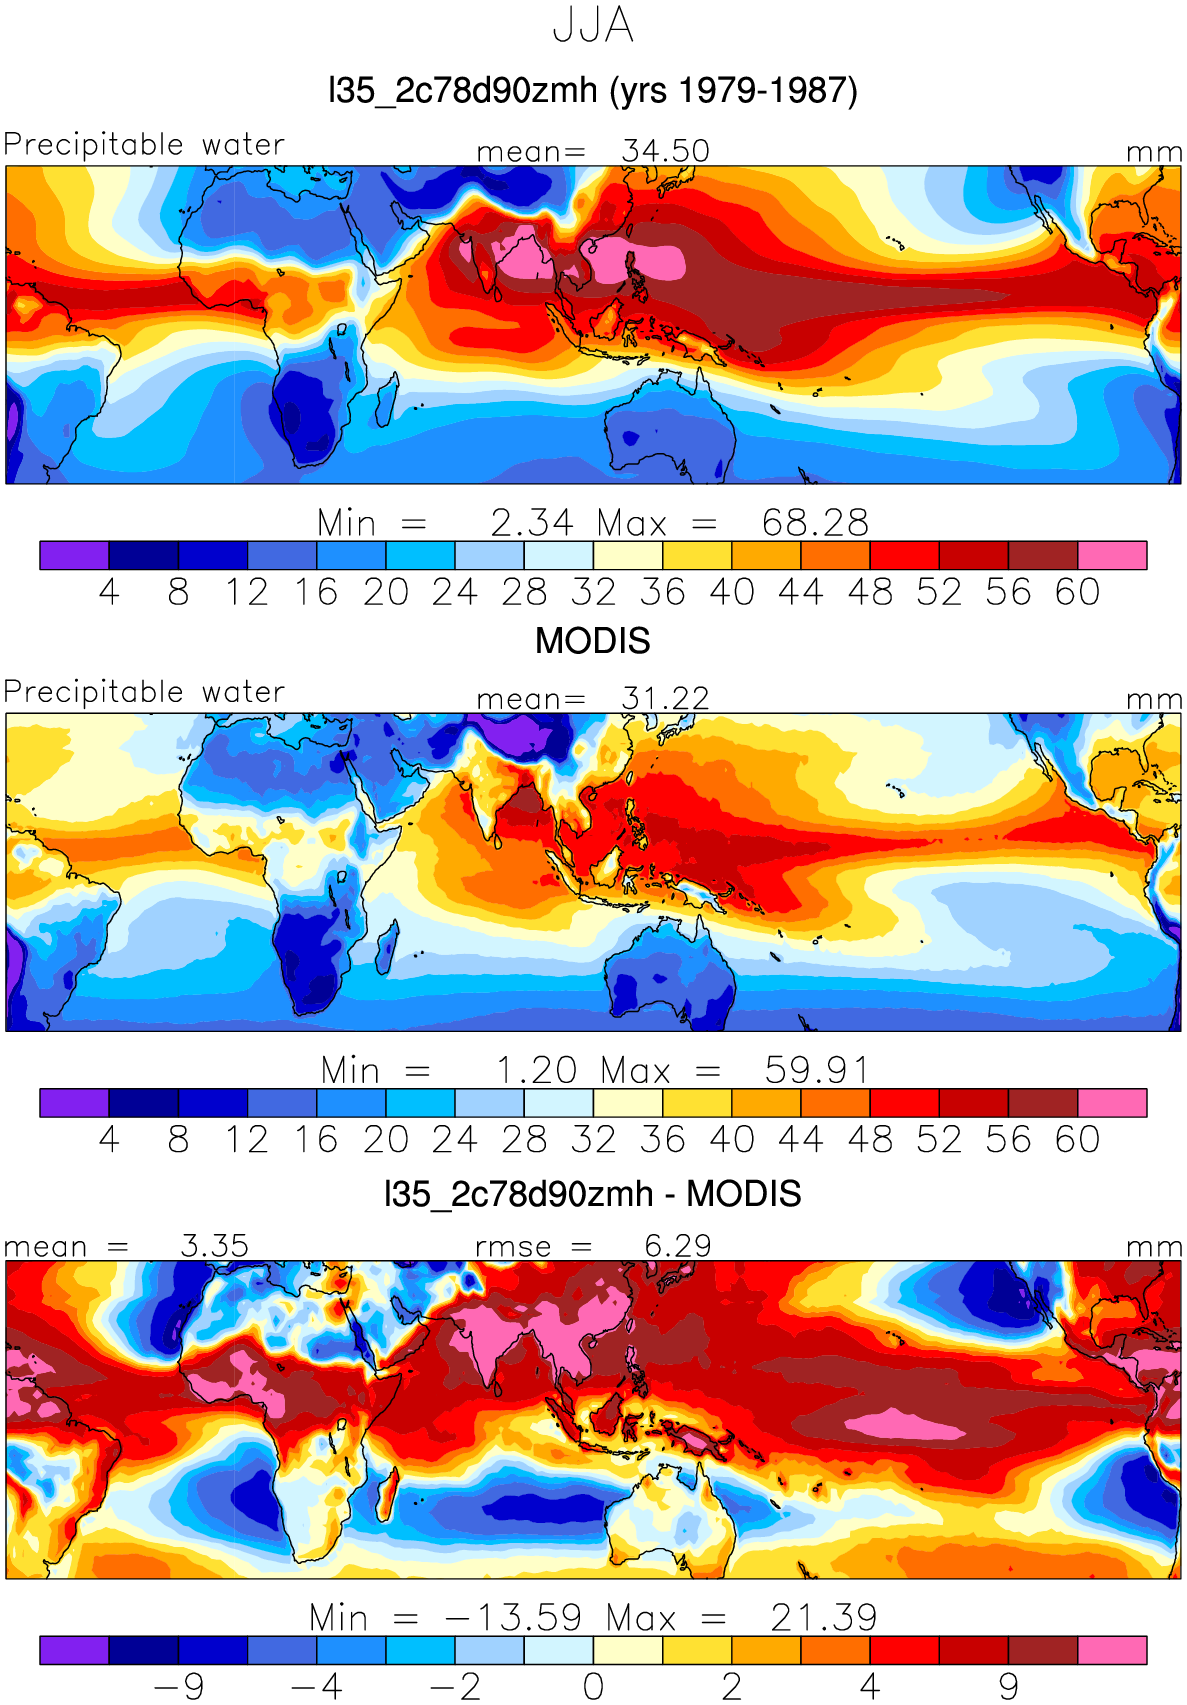 JJA
l35_2c78d90zmh (yrs 1979-1987)
Precipitable water mean= 34.50 mm
Min = 2.34 Max = 68.28
4 8 12 16 20 24 28 32 36 40 44 48 52 56 60
MODIS
Precipitable water mean= 31.22 mm
Min = 1.20 Max = 59.91
4 8 12 16 20 24 28 32 36 40 44 48 52 56 60
l35_2c78d90zmh - MODIS
mean = 3.35 rmse = 6.29 mm
Min = −13.59 Max = 21.39
−9 −4 −2 0 2 4 9